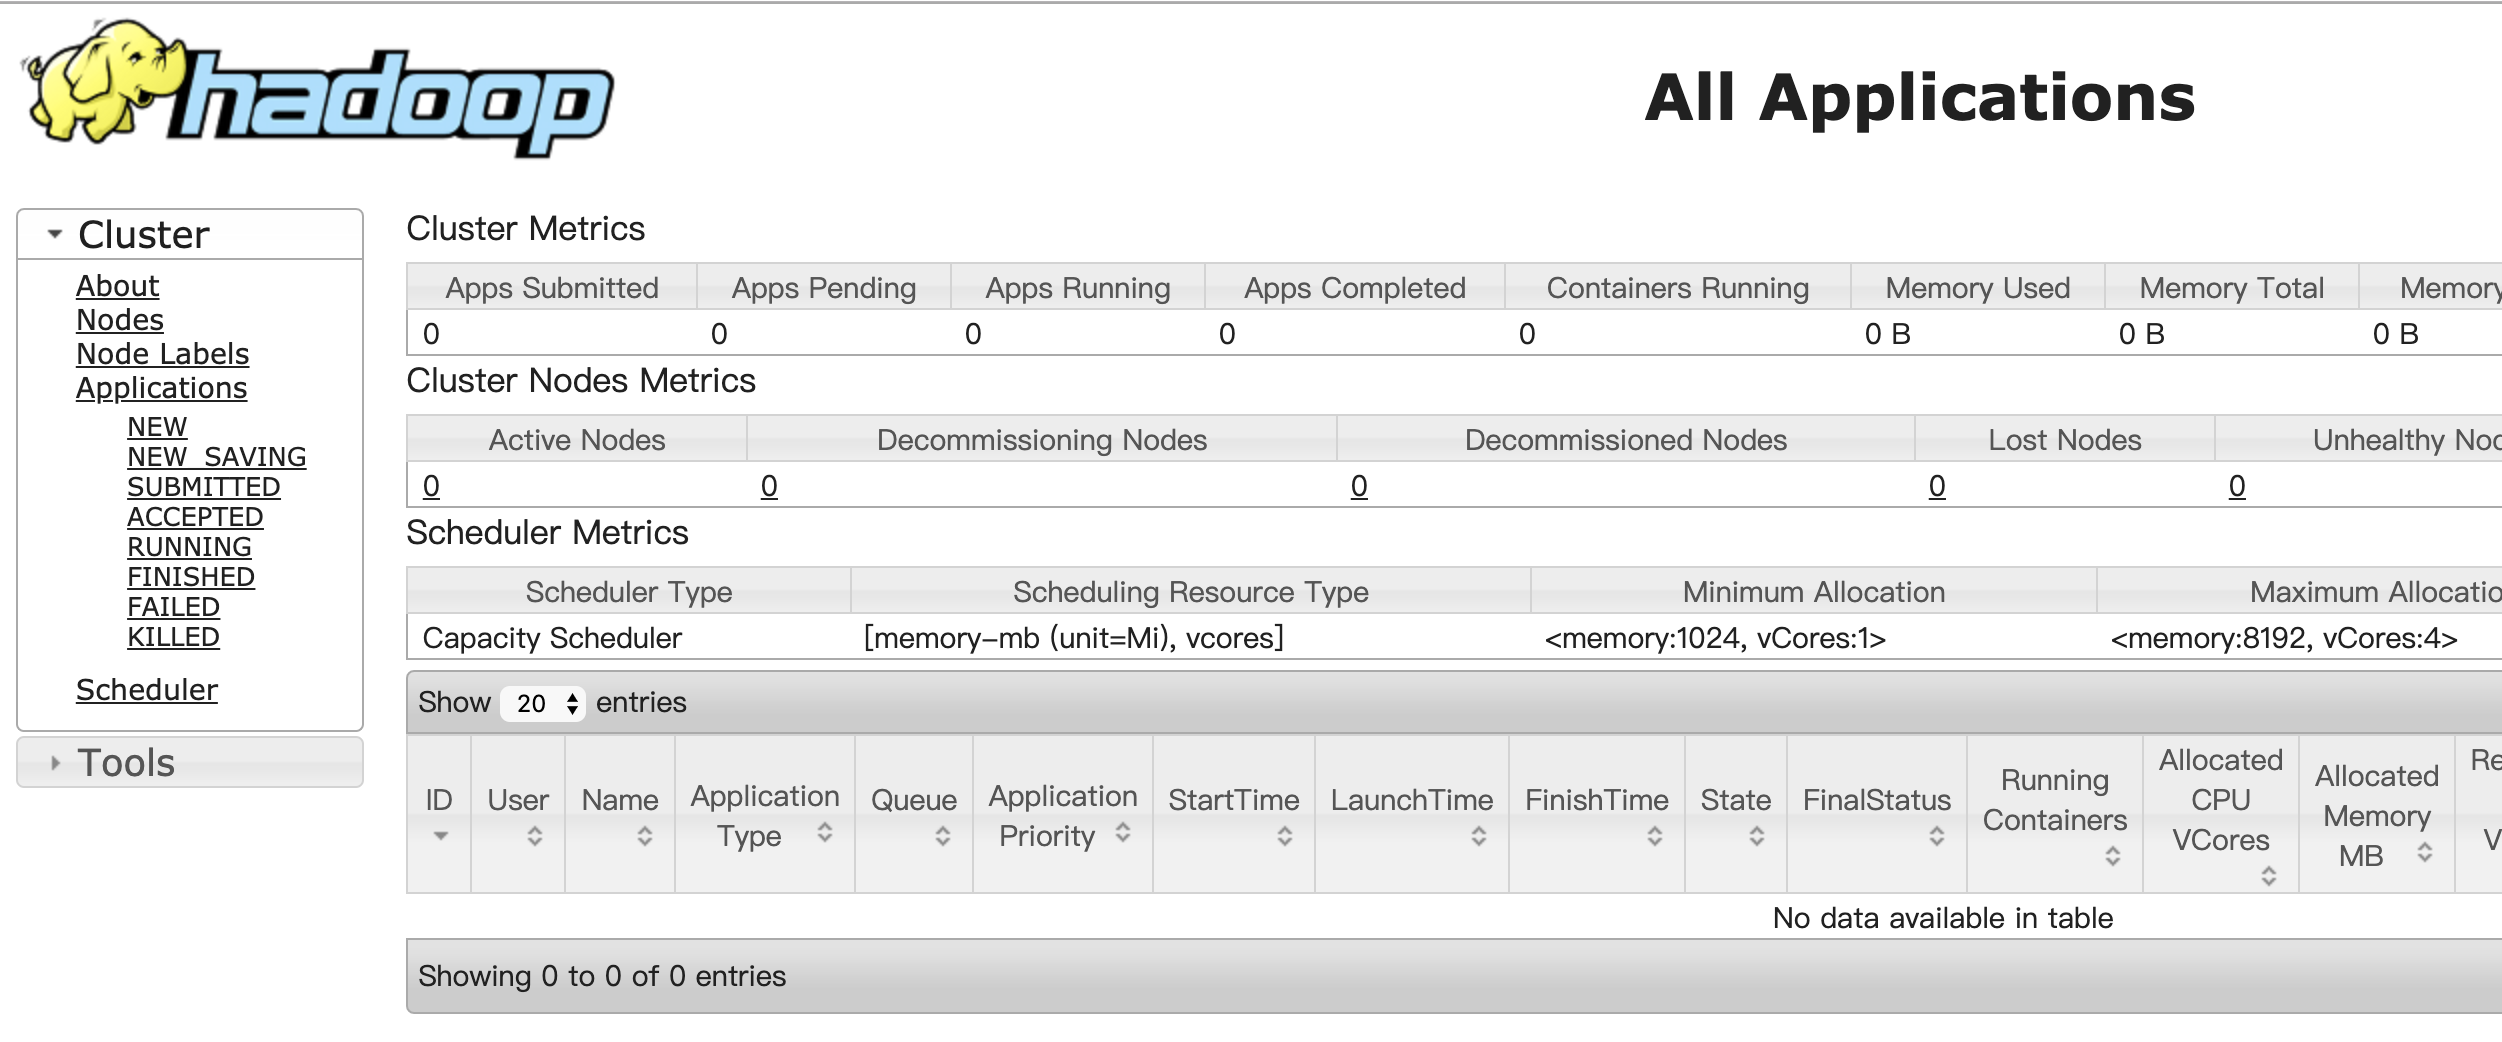 hadoop
All Applications
Cluster
About
Nodes
Node Labels
Applications
NEW
NEW_SAVING
SUBMITTED
ACCEPTED
RUNNING
FINISHED
FAILED
KILLED
Scheduler
Tools
Cluster Metrics
Apps Submitted Apps Pending Apps Running Apps Completed Containers Running Memory Used Memory Total Memory
0 0 0 0 0 0 B 0 B 0 B
Cluster Nodes Metrics
Active Nodes Decommissioning Nodes Decommissioned Nodes Lost Nodes Unhealthy
0 0 0 0 0
Scheduler Metrics
Scheduler Type Scheduling Resource Type Minimum Allocation Maximum
Capacity Scheduler [memory-mb (unit=Mi), vcores] <memory:1024, vCores:1> <memory:8192, vCores:4>
Show 20 entries
ID User Name Application Type Queue Application Priority StartTime LaunchTime FinishTime State FinalStatus Running Containers Allocated CPU VCores Allocated Memory MB
No data available in table
Showing 0 to 0 of 0 entries